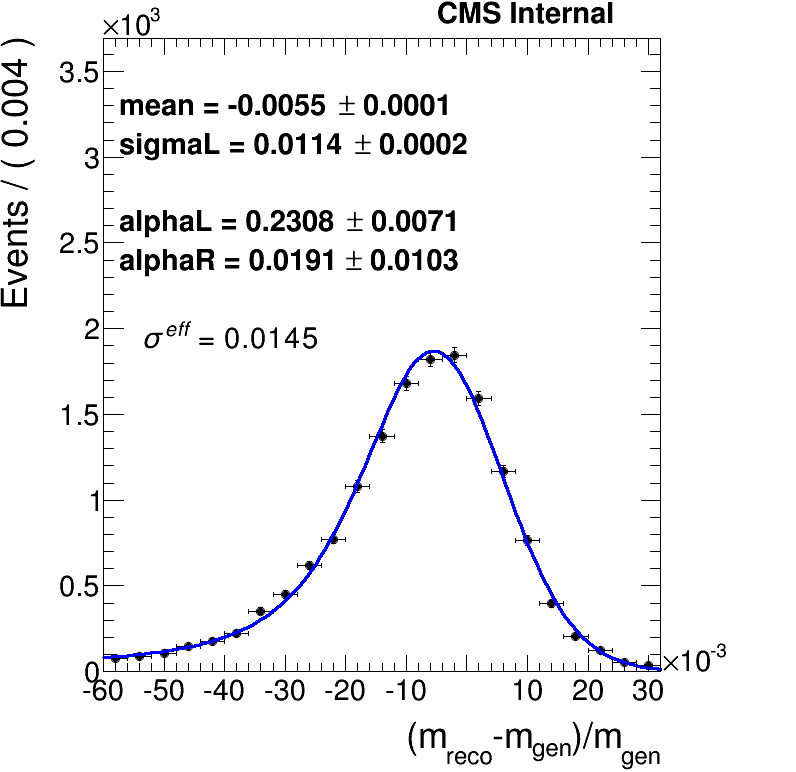 ×10³ CMS Internal
Events / ( 0.004 )
3.5
3
2.5
2
1.5
1
0.5
0
mean = -0.0055 ± 0.0001
sigmaL = 0.0114 ± 0.0002
alphaL = 0.2308 ± 0.0071
alphaR = 0.0191 ± 0.0103
σ^eff = 0.0145
-60 -50 -40 -30 -20 -10 10 20 30 ×10⁻³
(m_reco-m_gen)/m_gen